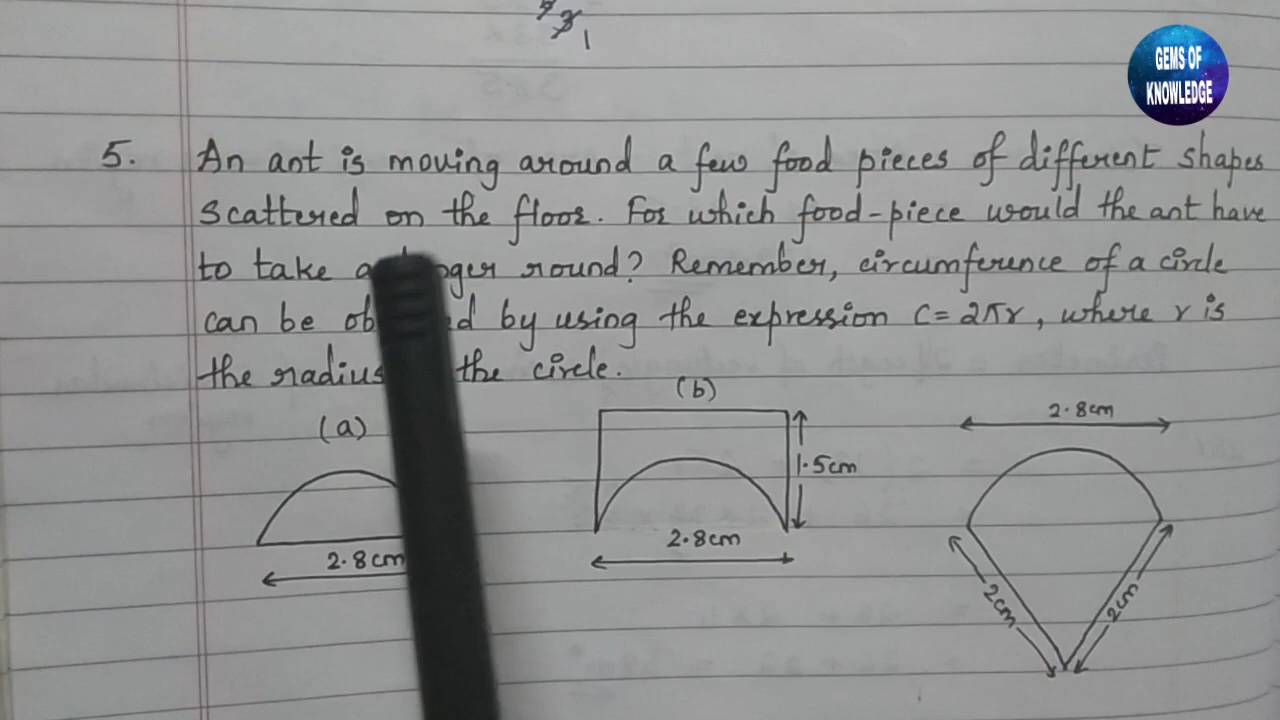 GEMS OF
KNOWLEDGE
5. An ant is moving around a few food pieces of different shapes
scattered on the floor. For which food-piece would the ant have
to take a round? Remember, circumference of a circle
can be by using the expression C = 2πr, where r is
the radius the circle.
(a)
(b)
2.8cm
1.5cm
2.8cm
2.8cm
2cm
2cm